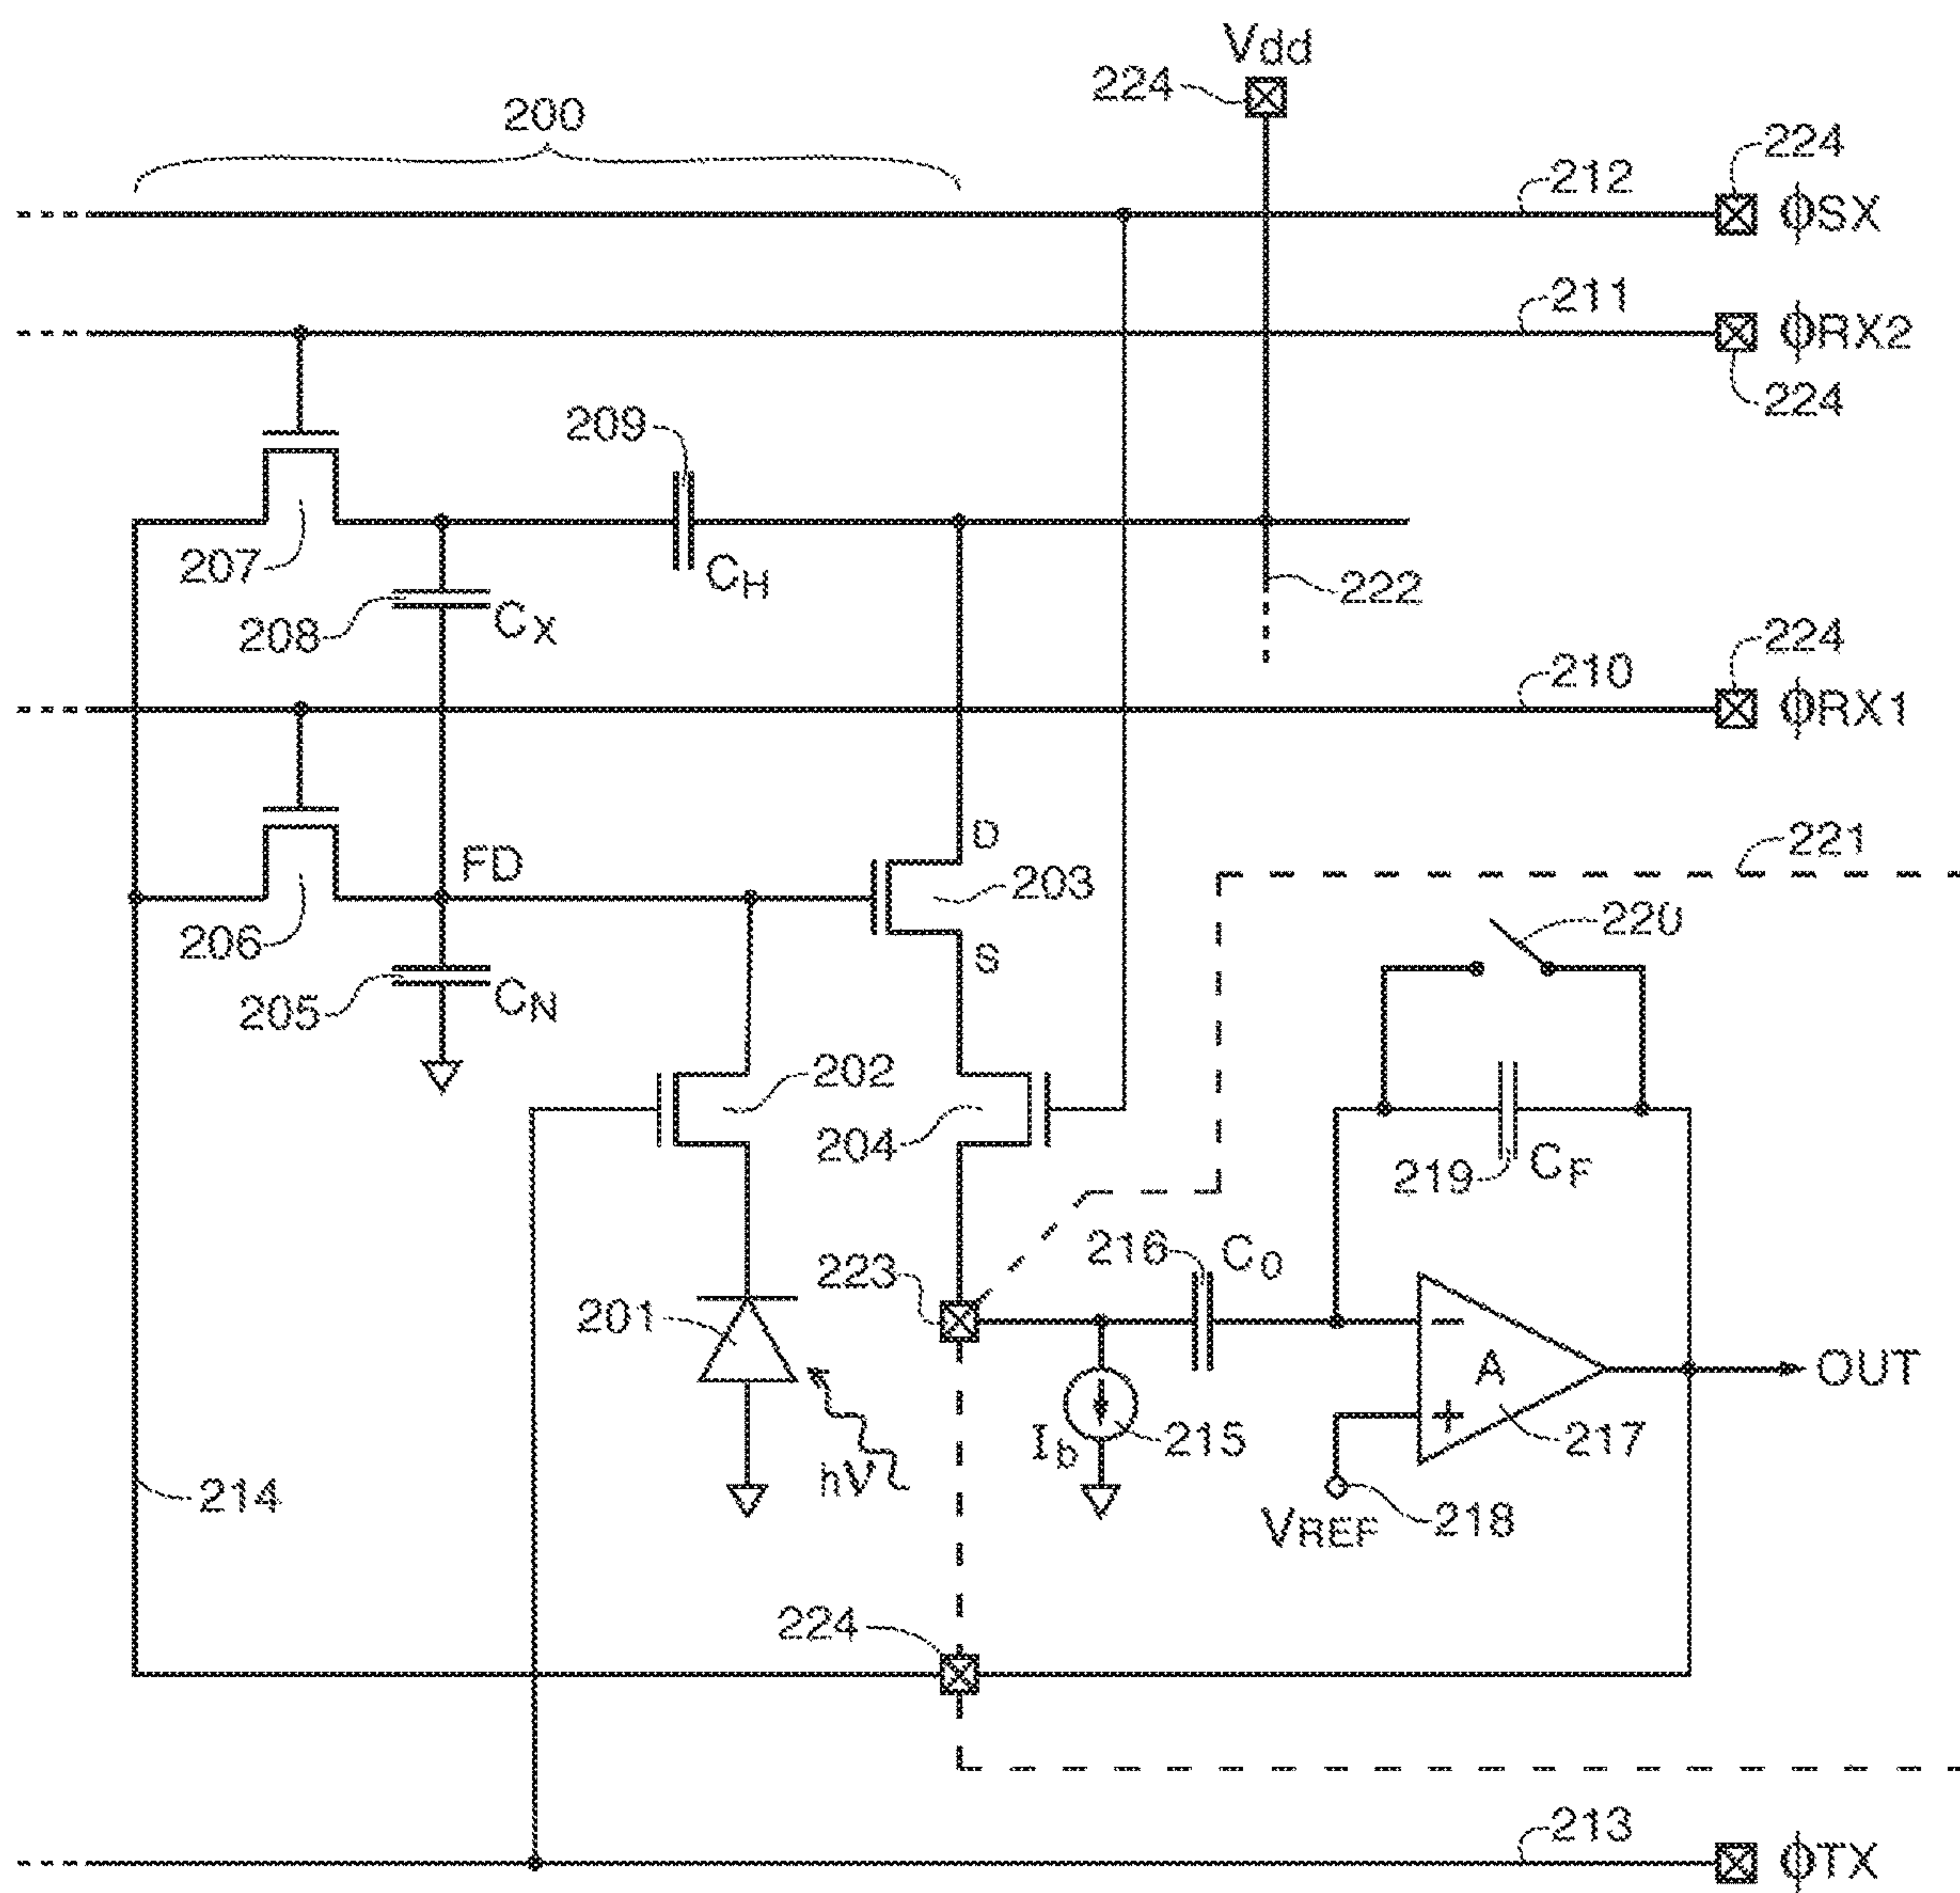 Vdd
224
200
224
212
ϕSX
211
ϕRX2
224
209
207
CH
222
208
CX
224
210
ϕRX1
D
221
FD
203
220
206
S
205
CN
202
204
219
CF
216
C0
223
201
A
OUT
Ib
215
217
hV
214
VREF
218
224
213
ϕTX